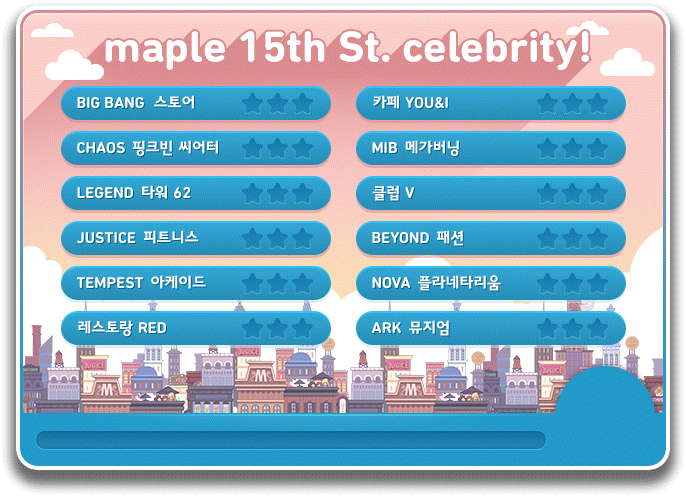 maple 15th St. celebrity!
BIG BANG 스토어
카페 YOU&I
CHAOS 핑크빈 씨어터
MIB 메가버닝
LEGEND 타워 62
클럽 V
JUSTICE 피트니스
BEYOND 패션
TEMPEST 아케이드
NOVA 플라네타리움
레스토랑 RED
ARK 뮤지엄